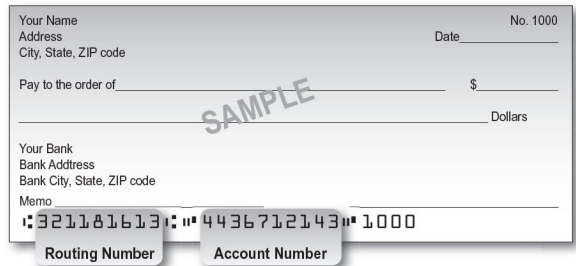 Your Name No. 1000
Address Date
City, State, ZIP code
Pay to the order of $
SAMPLE
Dollars
Your Bank
Bank Addtress
Bank City, State, ZIP code
Memo
⑆321181613⑆ ⑈4436712143⑈ 1000
Routing Number Account Number